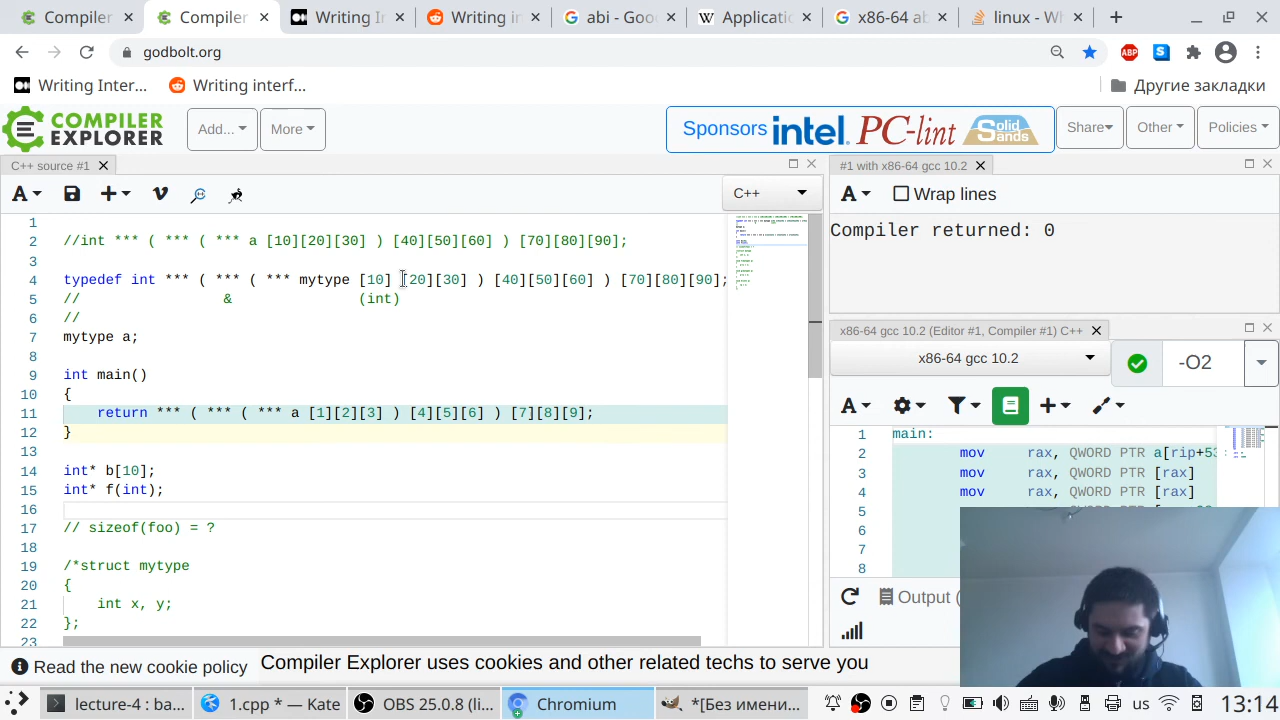 Compiler
Compiler
Writing I
Writing in
abi - Goo
Applicatio
x86-64 ab
linux - Wh
godbolt.org
ABP
S
Writing Inter...
Writing interf...
Другие закладки
COMPILER
EXPLORER
Add...
More
Sponsors intel. PC-lint Solid Sands
Share
Other
Policies
C++ source #1
A
C++
1
2 //int *** ( *** ( *** a [10][20][30] ) [40][50][60] ) [70][80][90];
3
4 typedef int *** ( *** ( *** mytype [10] [20][30] ) [40][50][60] ) [70][80][90];
5 // & (int)
6 //
7 mytype a;
8
9 int main()
10 {
11 return *** ( *** ( *** a [1][2][3] ) [4][5][6] ) [7][8][9];
12 }
13
14 int* b[10];
15 int* f(int);
16
17 // sizeof(foo) = ?
18
19 /*struct mytype
20 {
21 int x, y;
22 };
23
#1 with x86-64 gcc 10.2
A
Wrap lines
Compiler returned: 0
x86-64 gcc 10.2 (Editor #1, Compiler #1) C++
x86-64 gcc 10.2
-O2
A
1 main:
2 mov rax, QWORD PTR a[rip+53
3 mov rax, QWORD PTR [rax]
4 mov rax, QWORD PTR [rax]
5
6
7
8
Output (
Read the new cookie policy
Compiler Explorer uses cookies and other related techs to serve you
lecture-4 : ba...
1.cpp * — Kate
OBS 25.0.8 (li...
Chromium
*[Без имени...
us
13:14